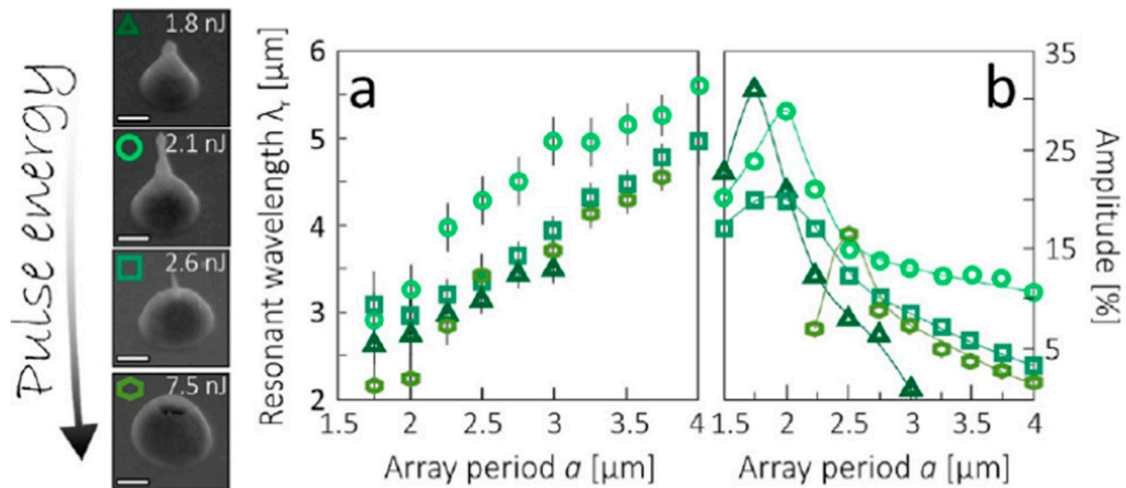 Pulse energy
1.8 nJ
2.1 nJ
2.6 nJ
7.5 nJ
Resonant wavelength λr [μm]
6
5
4
3
2
a
1.5 2 2.5 3 3.5 4
Array period a [μm]
b
35
25
15
5
Amplitude [%]
1.5 2 2.5 3 3.5 4
Array period a [μm]